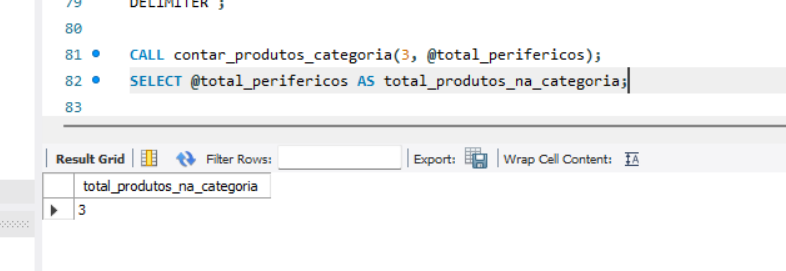 79 DELIMITER ;
80
81 CALL contar_produtos_categoria(3, @total_perifericos);
82 SELECT @total_perifericos AS total_produtos_na_categoria;
83
Result Grid Filter Rows: Export: Wrap Cell Content: IA
total_produtos_na_categoria
3